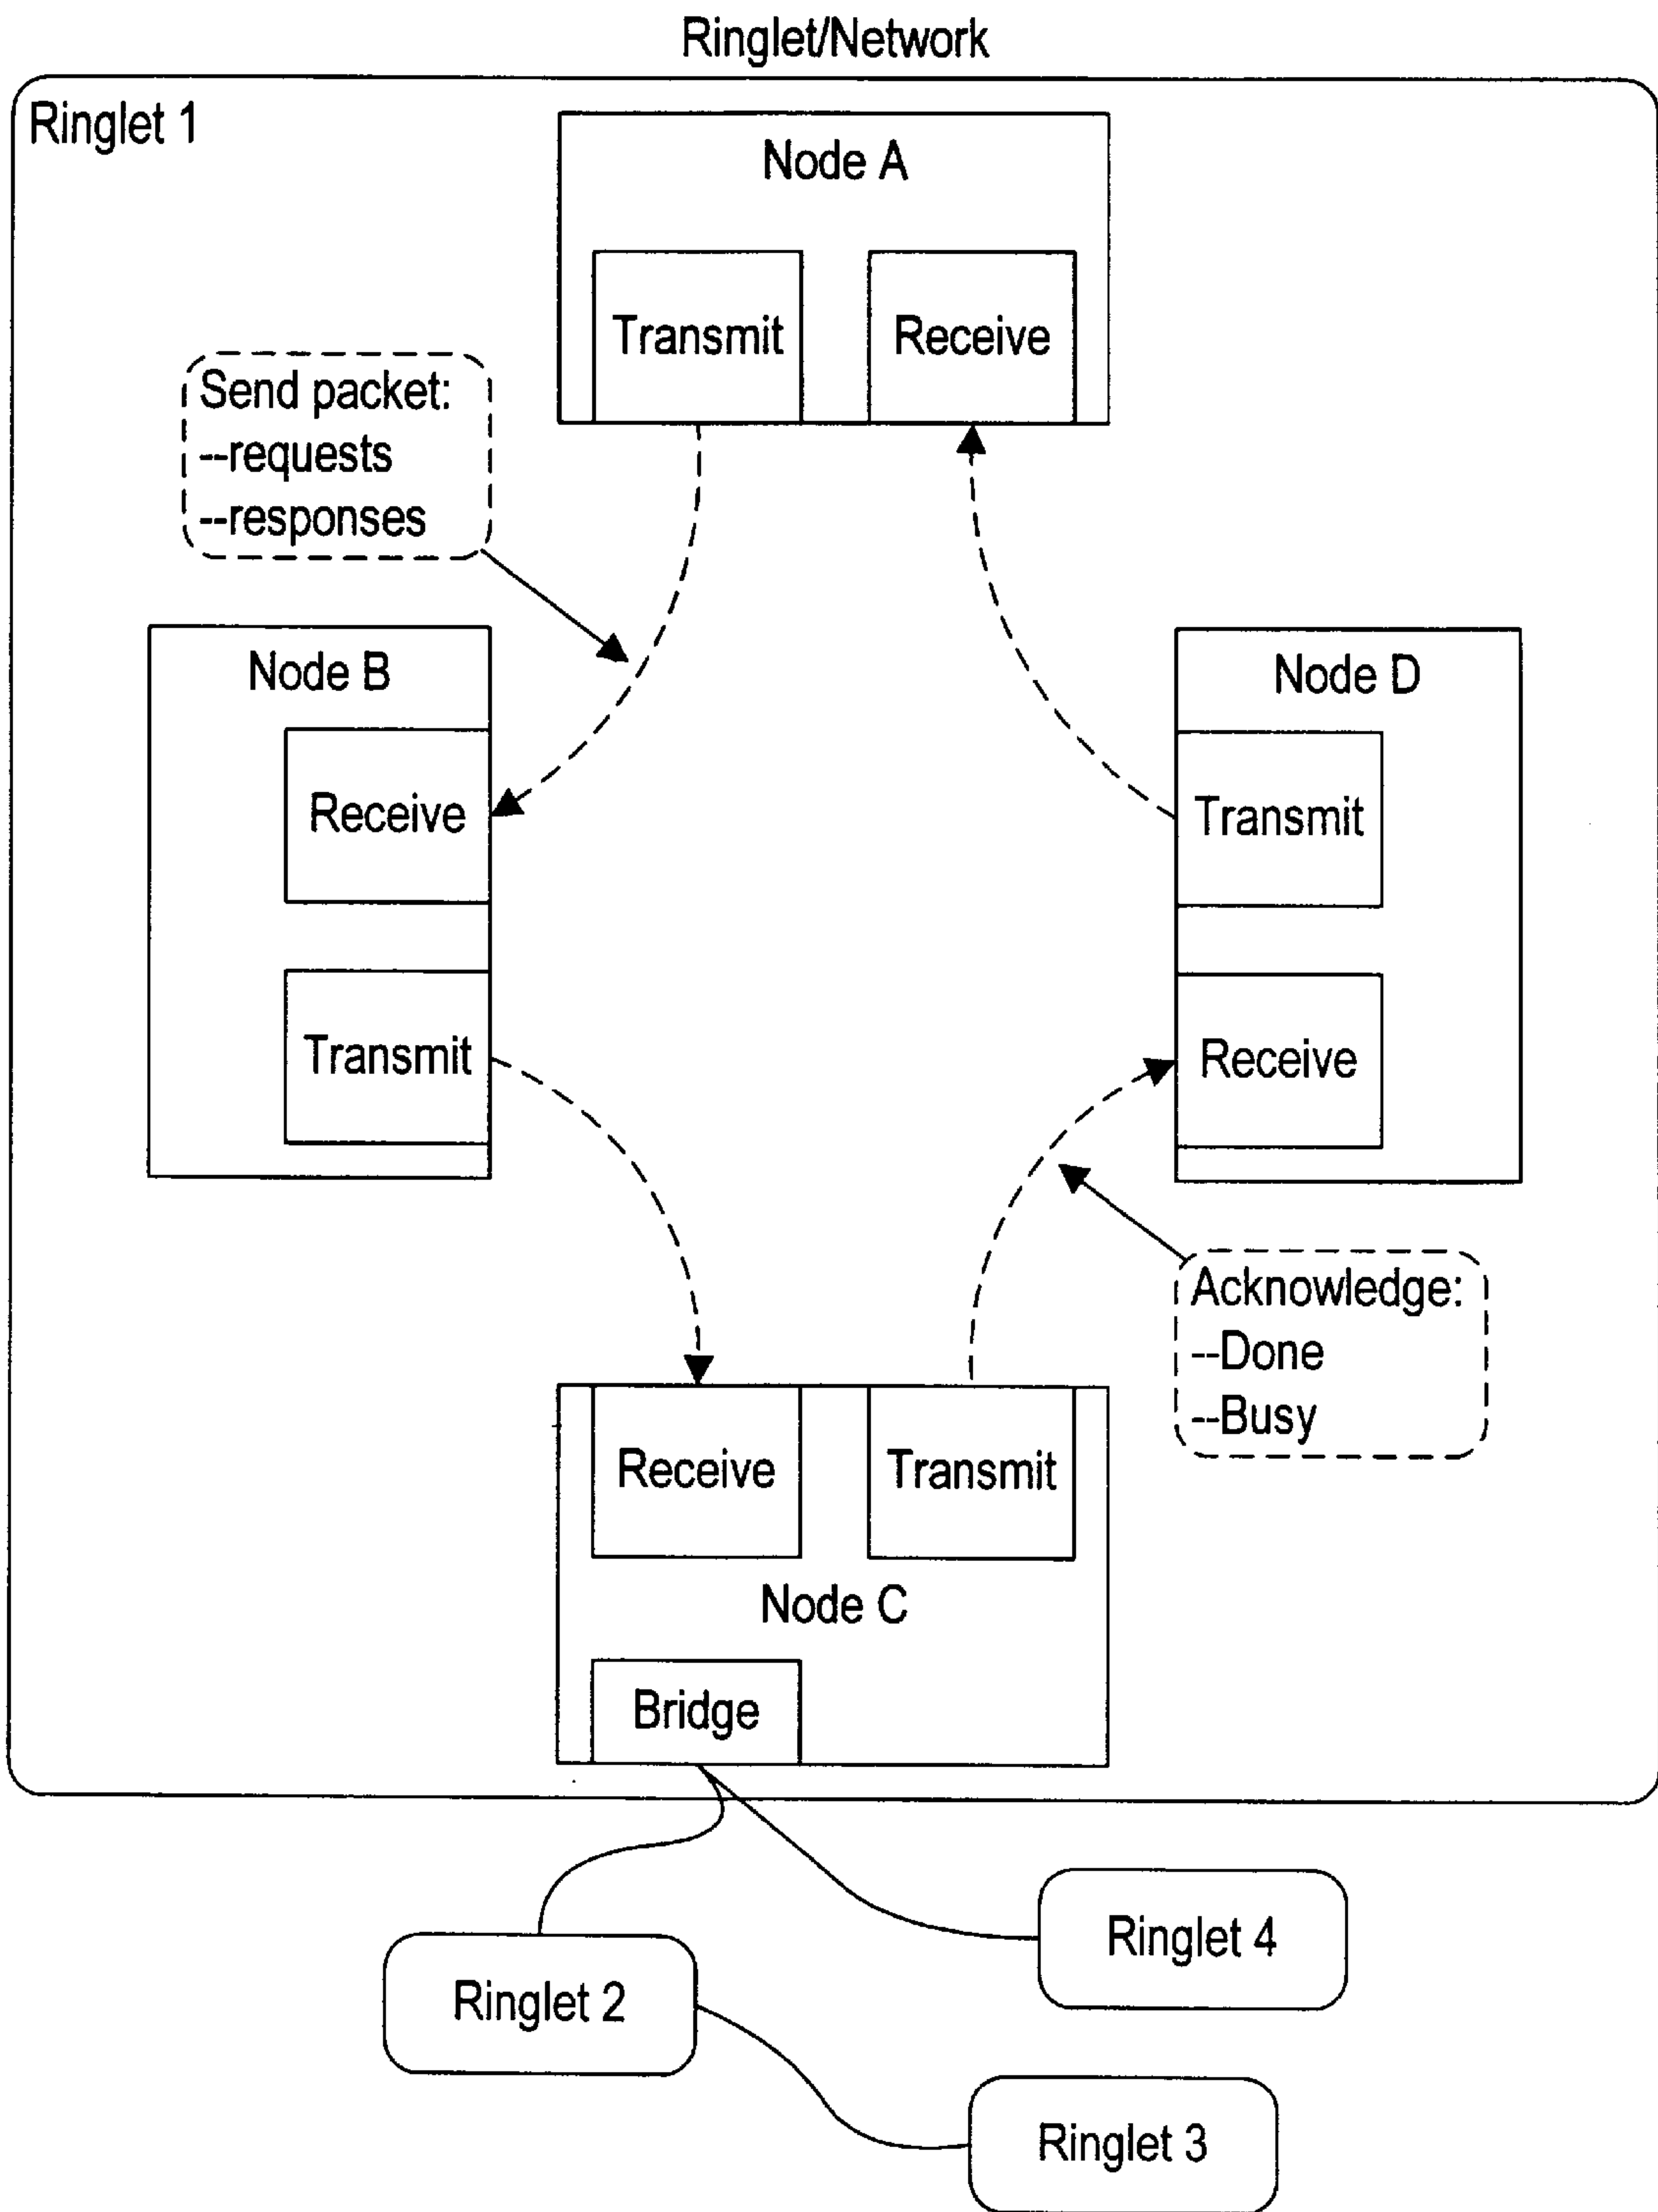 Ringlet/Network
Ringlet 1
Node A
Transmit
Receive
Send packet:
--requests
--responses
Node B
Receive
Transmit
Node D
Transmit
Receive
Acknowledge:
--Done
--Busy
Receive
Transmit
Node C
Bridge
Ringlet 4
Ringlet 2
Ringlet 3